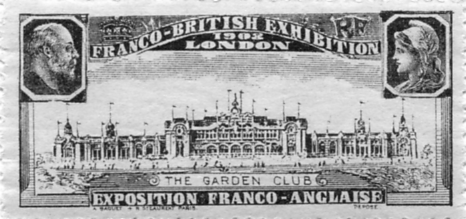 RF
FRANCO-BRITISH EXHIBITION
1908
LONDON
THE GARDEN CLUB
EXPOSITION FRANCO-ANGLAISE